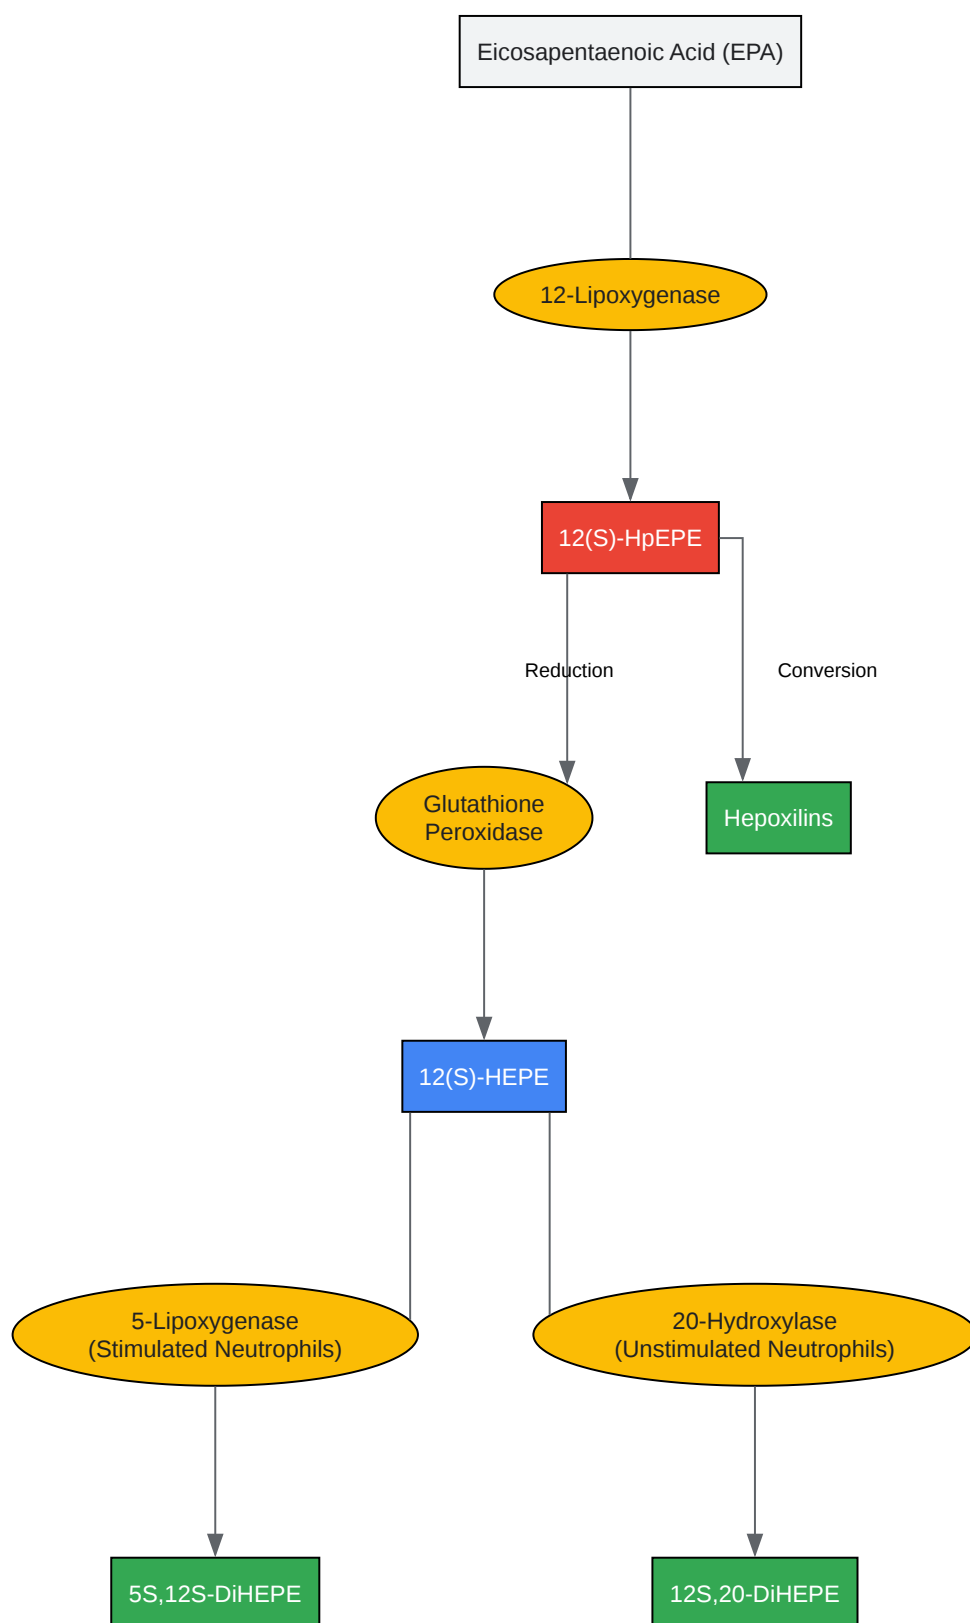 Eicosapentaenoic Acid (EPA)
12-Lipoxygenase
12(S)-HpEPE
Reduction
Conversion
Glutathione
Peroxidase
Hepoxilins
12(S)-HEPE
5-Lipoxygenase
(Stimulated Neutrophils)
20-Hydroxylase
(Unstimulated Neutrophils)
5S,12S-DiHEPE
12S,20-DiHEPE